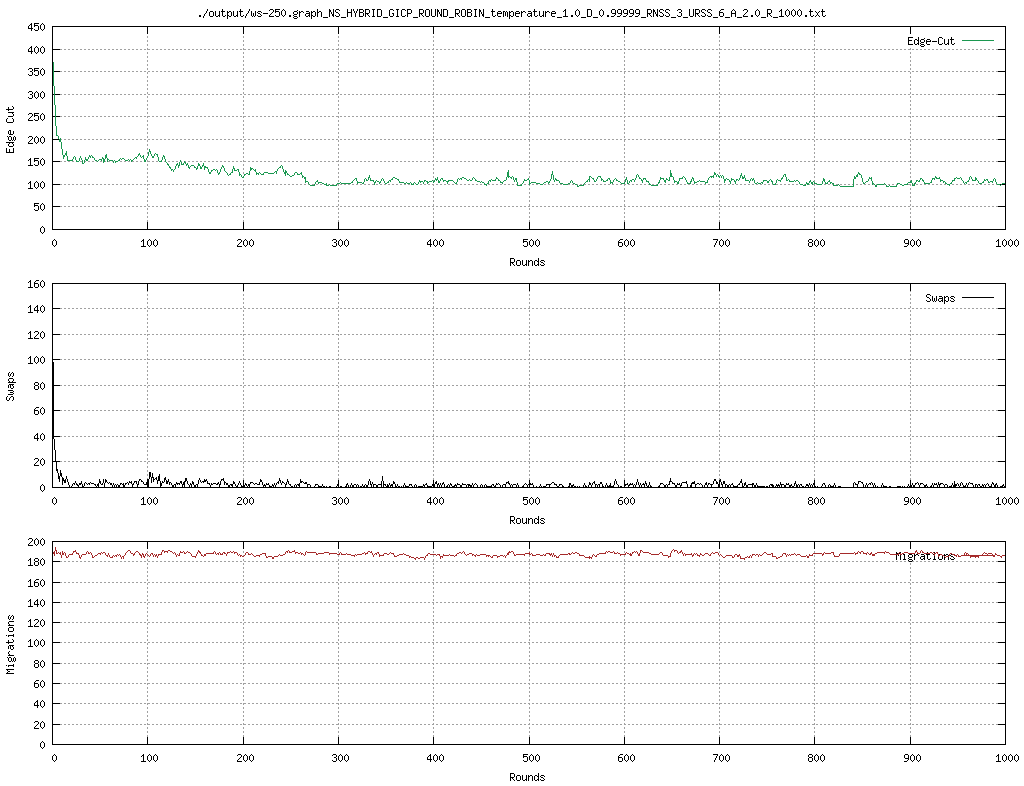 ./output/ws-250.graph_NS_HYBRID_GICP_ROUND_ROBIN_temperature_1.0_D_0.99999_RNSS_3_URSS_6_A_2.0_R_1000.txt
450
400
350
300
250
200
150
100
50
0
Edge Cut
Edge-Cut
0 100 200 300 400 500 600 700 800 900 1000
Rounds
160
140
120
100
80
60
40
20
0
Swaps
Swaps
0 100 200 300 400 500 600 700 800 900 1000
Rounds
200
180
160
140
120
100
80
60
40
20
0
Migrations
Migrations
0 100 200 300 400 500 600 700 800 900 1000
Rounds